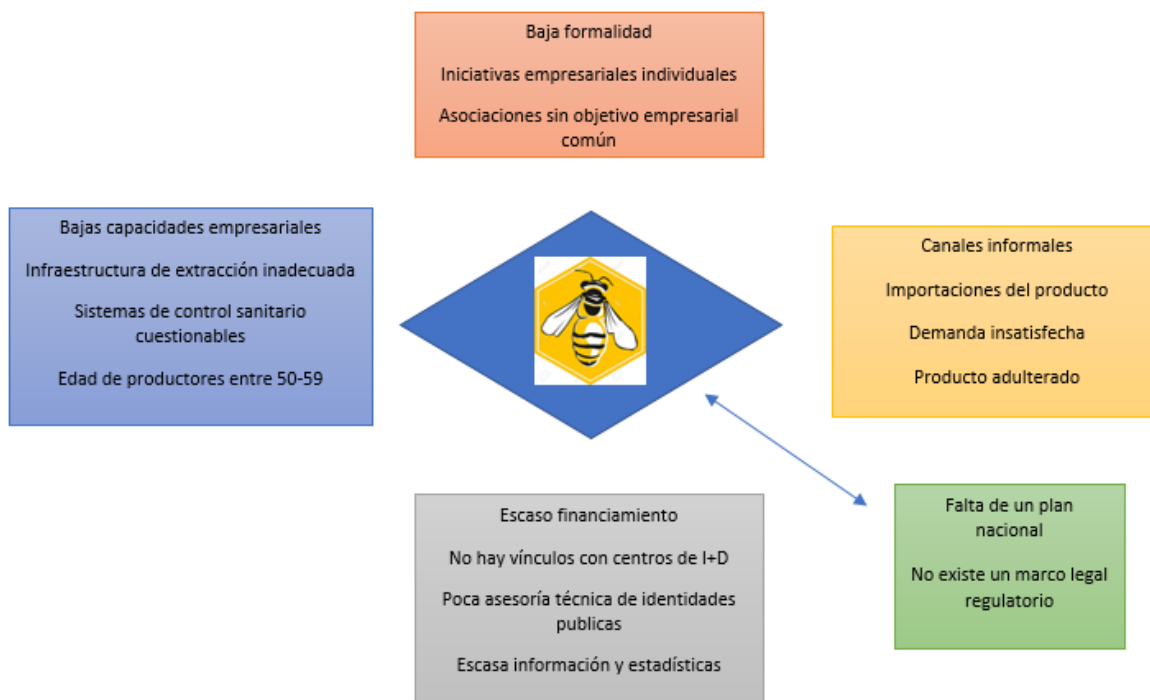 Baja formalidad
Iniciativas empresariales individuales
Asociaciones sin objetivo empresarial
común
Bajas capacidades empresariales
Infraestructura de extracción inadecuada
Sistemas de control sanitario
cuestionables
Edad de productores entre 50-59
Canales informales
Importaciones del producto
Demanda insatisfecha
Producto adulterado
Escaso financiamiento
No hay vínculos con centros de I+D
Poca asesoría técnica de identidades
publicas
Escasa información y estadísticas
Falta de un plan
nacional
No existe un marco legal
regulatorio